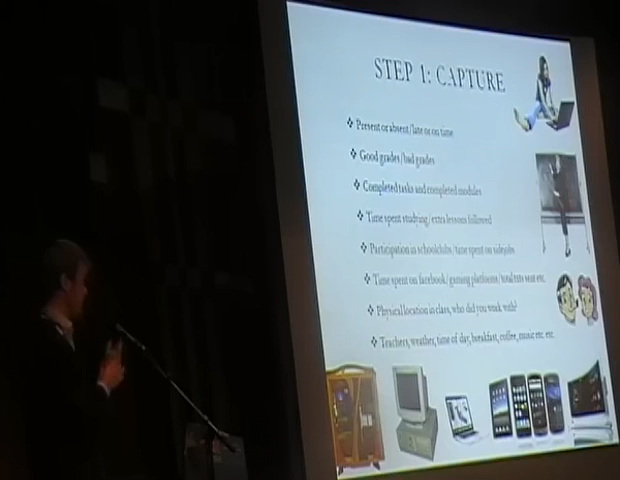 STEP 1: CAPTURE
❖ Present or absent/late or on time
❖ Good grades/bad grades
❖ Completed tasks and completed modules
❖ Time spent studying/extra lessons followed
❖ Participation in schoolclubs/time spent on sidejobs
❖ Time spent on facebook/gaming platforms/total txts sent etc.
❖ Physical location in class, who did you work with?
❖ Teachers, weather, time of day, breakfast, coffee, music etc. etc.